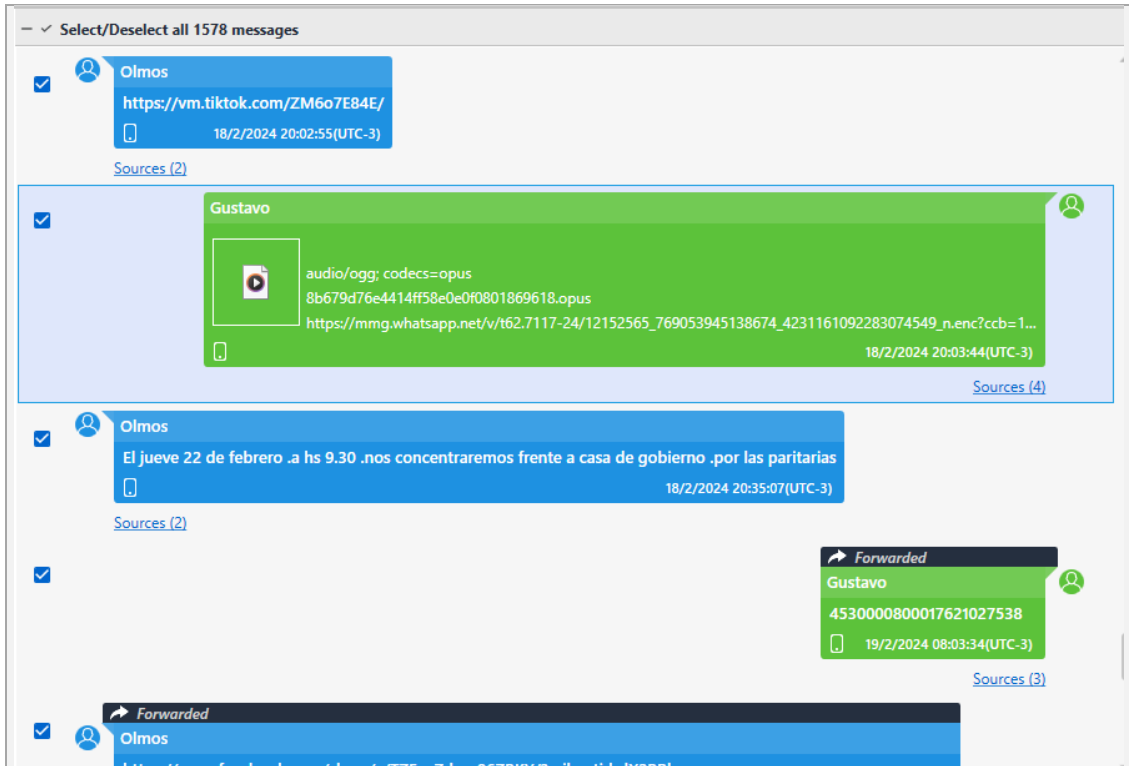 Select/Deselect all 1578 messages
Olmos
https://vm.tiktok.com/ZM6o7E84E/
18/2/2024 20:02:55(UTC-3)
Sources (2)
Gustavo
audio/ogg; codecs=opus
8b679d76e4414ff58e0e0f0801869618.opus
https://mmg.whatsapp.net/v/t62.7117-24/12152565_769053945138674_4231161092283074549_n.enc?ccb=1...
18/2/2024 20:03:44(UTC-3)
Sources (4)
Olmos
El jueve 22 de febrero .a hs 9.30 .nos concentraremos frente a casa de gobierno .por las paritarias
18/2/2024 20:35:07(UTC-3)
Sources (2)
Forwarded
Gustavo
4530000800017621027538
19/2/2024 08:03:34(UTC-3)
Sources (3)
Forwarded
Olmos